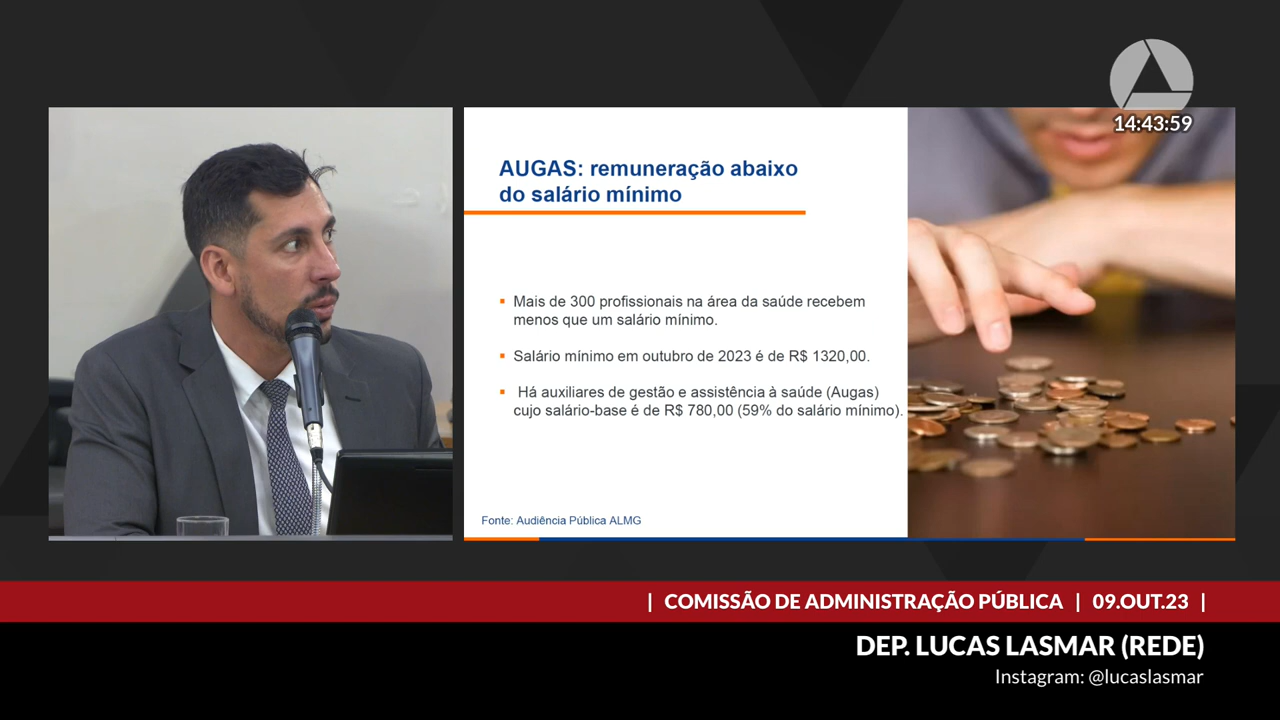 14:43:59
AUGAS: remuneração abaixo
do salário mínimo
▪ Mais de 300 profissionais na área da saúde recebem
menos que um salário mínimo.
▪ Salário mínimo em outubro de 2023 é de R$ 1320,00.
▪ Há auxiliares de gestão e assistência à saúde (Augas)
cujo salário-base é de R$ 780,00 (59% do salário mínimo).
Fonte: Audiência Pública ALMG
| COMISSÃO DE ADMINISTRAÇÃO PÚBLICA | 09.OUT.23 |
DEP. LUCAS LASMAR (REDE)
Instagram: @lucaslasmar